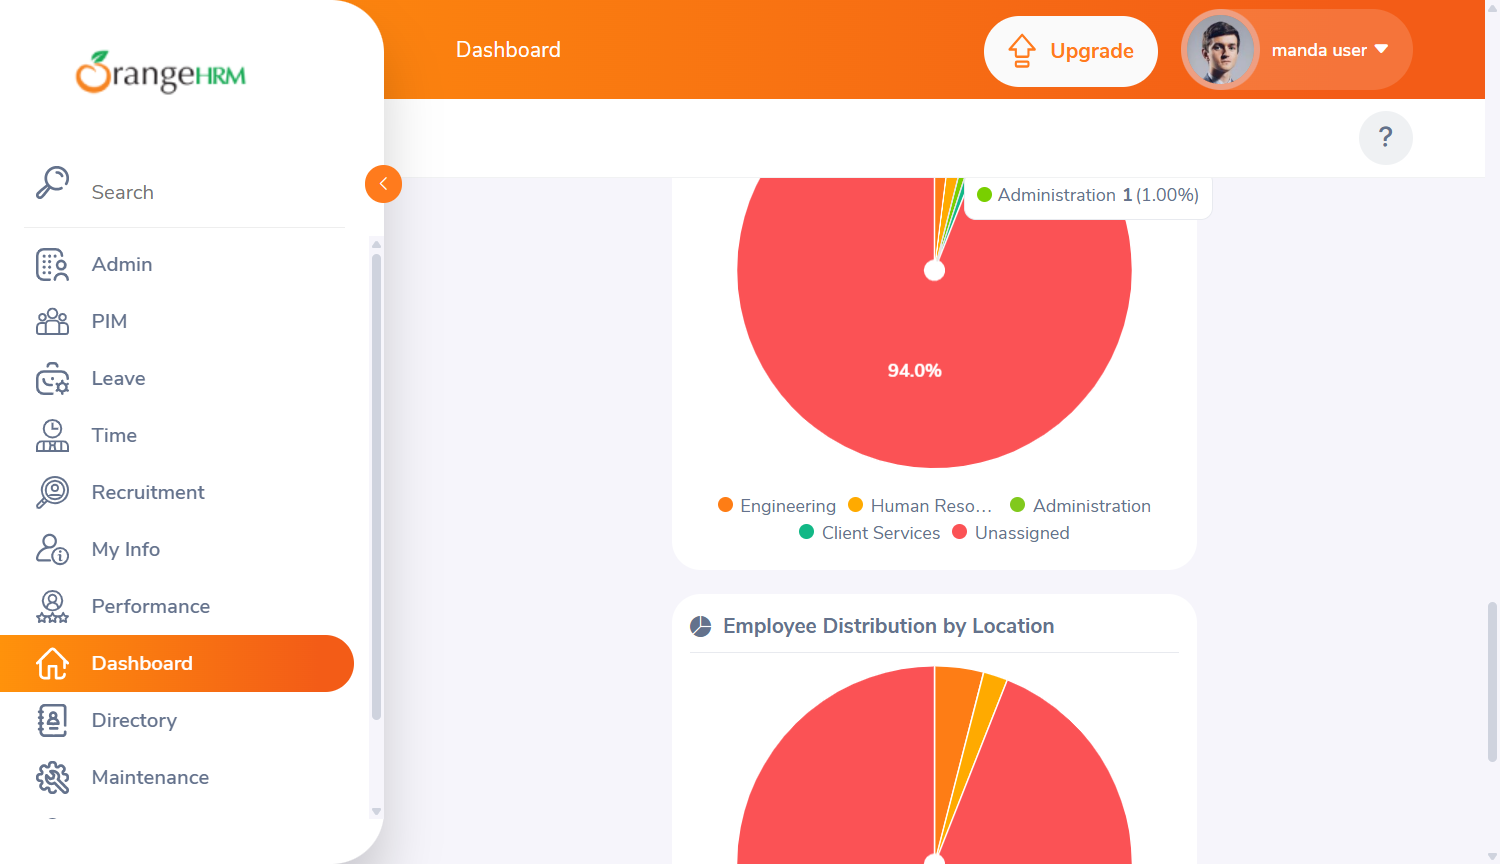 OrangeHRM
Dashboard
Upgrade
manda user
?
Search
Admin
PIM
Leave
Time
Recruitment
My Info
Performance
Dashboard
Directory
Maintenance
Administration 1 (1.00%)
94.0%
Engineering Human Reso... Administration
Client Services Unassigned
Employee Distribution by Location